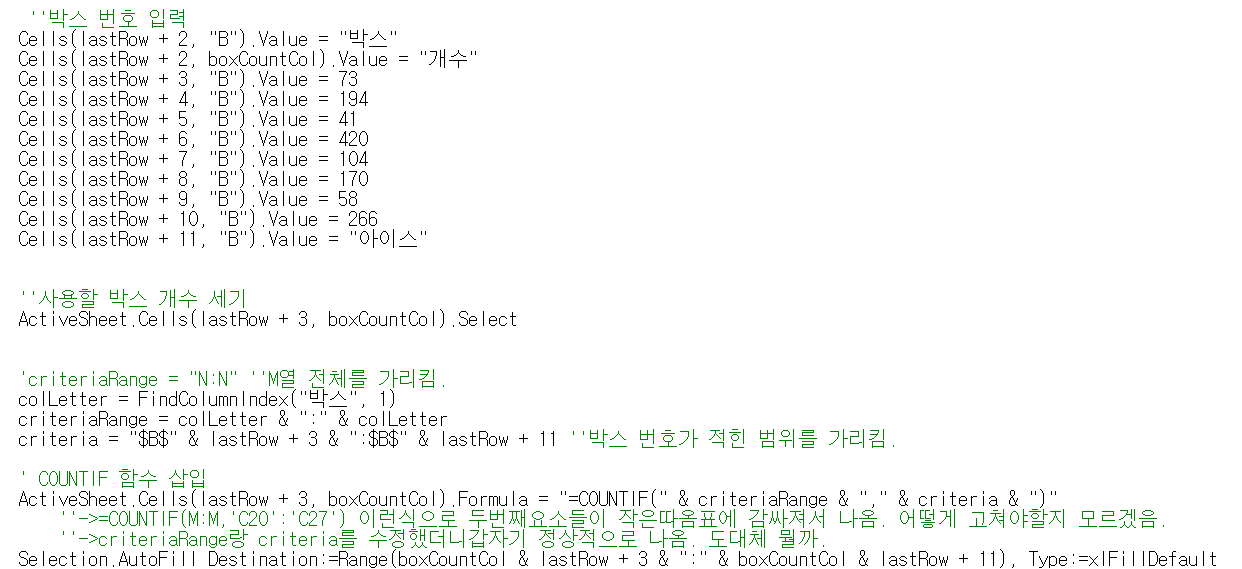 ''박스 번호 입력
Cells(lastRow + 2, "B").Value = "박스"
Cells(lastRow + 2, boxCountCol).Value = "개수"
Cells(lastRow + 3, "B").Value = 73
Cells(lastRow + 4, "B").Value = 194
Cells(lastRow + 5, "B").Value = 41
Cells(lastRow + 6, "B").Value = 420
Cells(lastRow + 7, "B").Value = 104
Cells(lastRow + 8, "B").Value = 170
Cells(lastRow + 9, "B").Value = 58
Cells(lastRow + 10, "B").Value = 266
Cells(lastRow + 11, "B").Value = "아이스"
''사용할 박스 개수 세기
ActiveSheet.Cells(lastRow + 3, boxCountCol).Select
'criteriaRange = "N:N" ''M열 전체를 가리킴.
colLetter = FindColumnIndex("박스", 1)
criteriaRange = colLetter & ":" & colLetter
criteria = "$B$" & lastRow + 3 & ":$B$" & lastRow + 11 ''박스 번호가 적힌 범위를 가리킴.
' COUNTIF 함수 삽입
ActiveSheet.Cells(lastRow + 3, boxCountCol).Formula = "=COUNTIF(" & criteriaRange & "," & criteria & ")"
''->=COUNTIF(M:M,'C20':'C27') 이런식으로 두번째요소들이 작은따옴표에 감싸져서 나옴. 어떻게 고쳐야할지 모르겠음.
''->criteriaRange랑 criteria를 수정했더니갑자기 정상적으로 나옴. 도대체 뭘까.
Selection.AutoFill Destination:=Range(boxCountCol & lastRow + 3 & ":" & boxCountCol & lastRow + 11), Type:=xlFillDefault